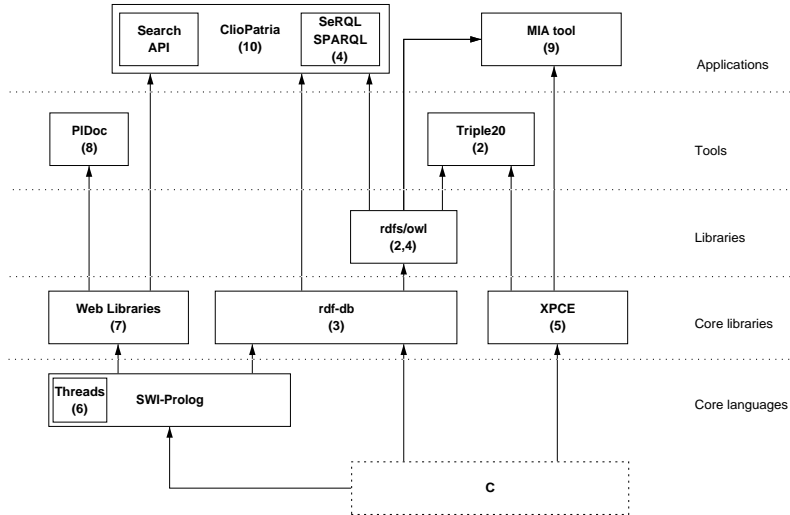 Search
API
ClioPatria
(10)
SeRQL
SPARQL
(4)
MIA tool
(9)
Applications
PlDoc
(8)
Triple20
(2)
Tools
rdfs/owl
(2,4)
Libraries
Web Libraries
(7)
rdf-db
(3)
XPCE
(5)
Core libraries
Threads
(6)
SWI-Prolog
Core languages
C